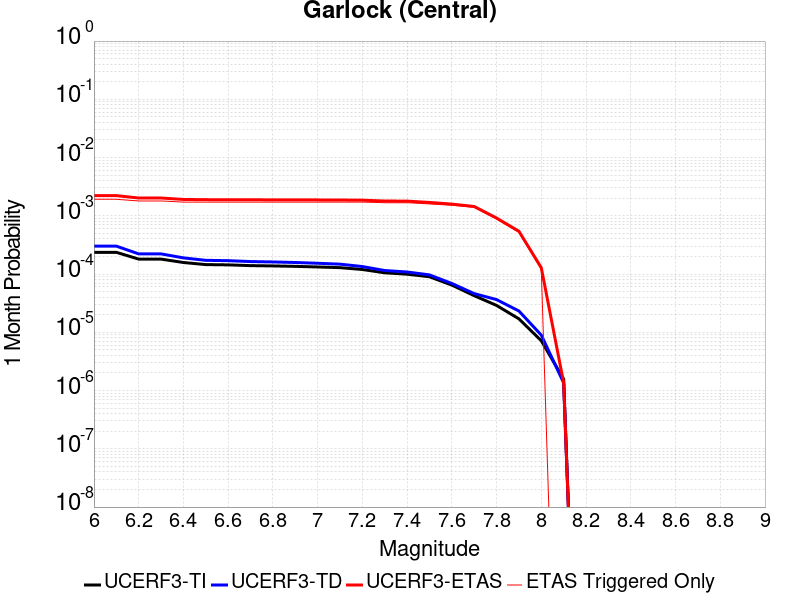 Garlock (Central)
1 Month Probability
10^0
10^-1
10^-2
10^-3
10^-4
10^-5
10^-6
10^-7
10^-8
6 6.2 6.4 6.6 6.8 7 7.2 7.4 7.6 7.8 8 8.2 8.4 8.6 8.8 9
Magnitude
UCERF3-TI UCERF3-TD UCERF3-ETAS ETAS Triggered Only